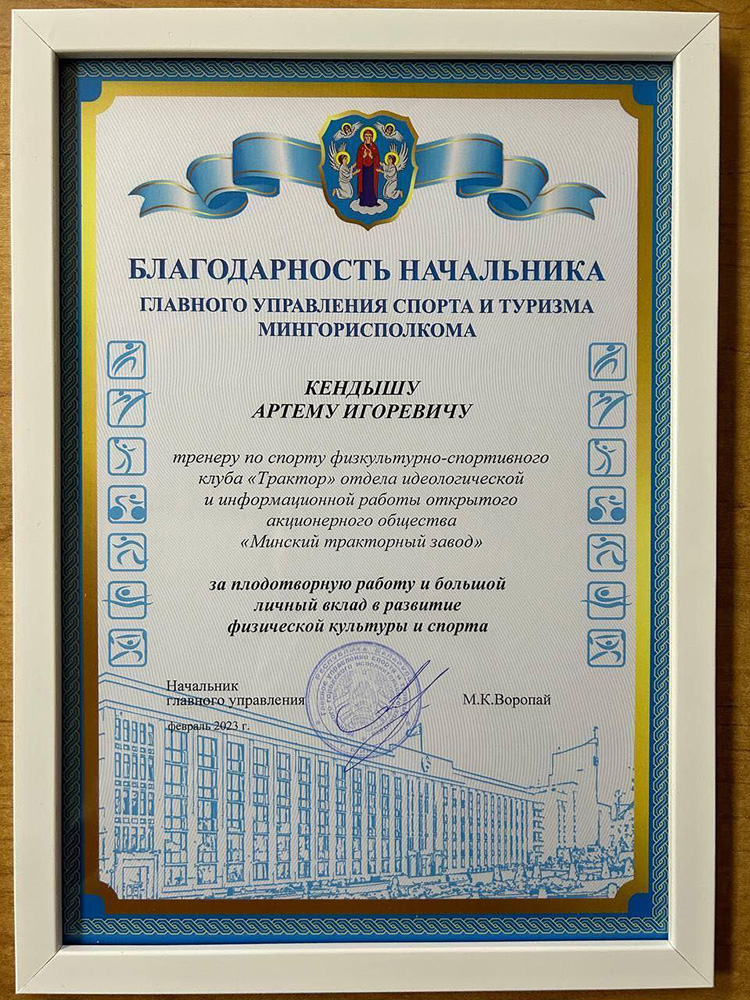 БЛАГОДАРНОСТЬ НАЧАЛЬНИКА
ГЛАВНОГО УПРАВЛЕНИЯ СПОРТА И ТУРИЗМА
МИНГОРИСПОЛКОМА
КЕНДЫШУ
АРТЕМУ ИГОРЕВИЧУ
тренеру по спорту физкультурно-спортивного
клуба «Трактор» отдела идеологической
и информационной работы открытого
акционерного общества
«Минский тракторный завод»
за плодотворную работу и большой
личный вклад в развитие
физической культуры и спорта
Начальник
главного управления
М.К.Воропай
февраль 2023 г.